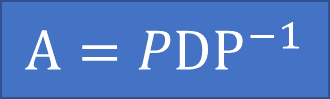 A = PDP⁻¹